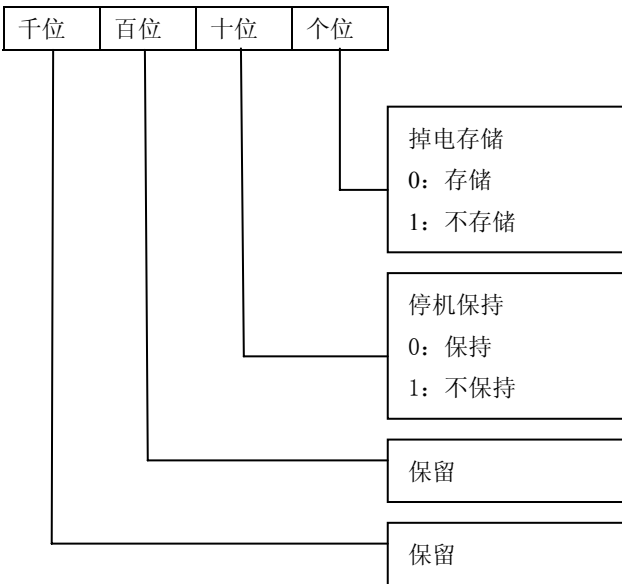 千位 百位 十位 个位
掉电存储
0：存储
1：不存储
停机保持
0：保持
1：不保持
保留
保留